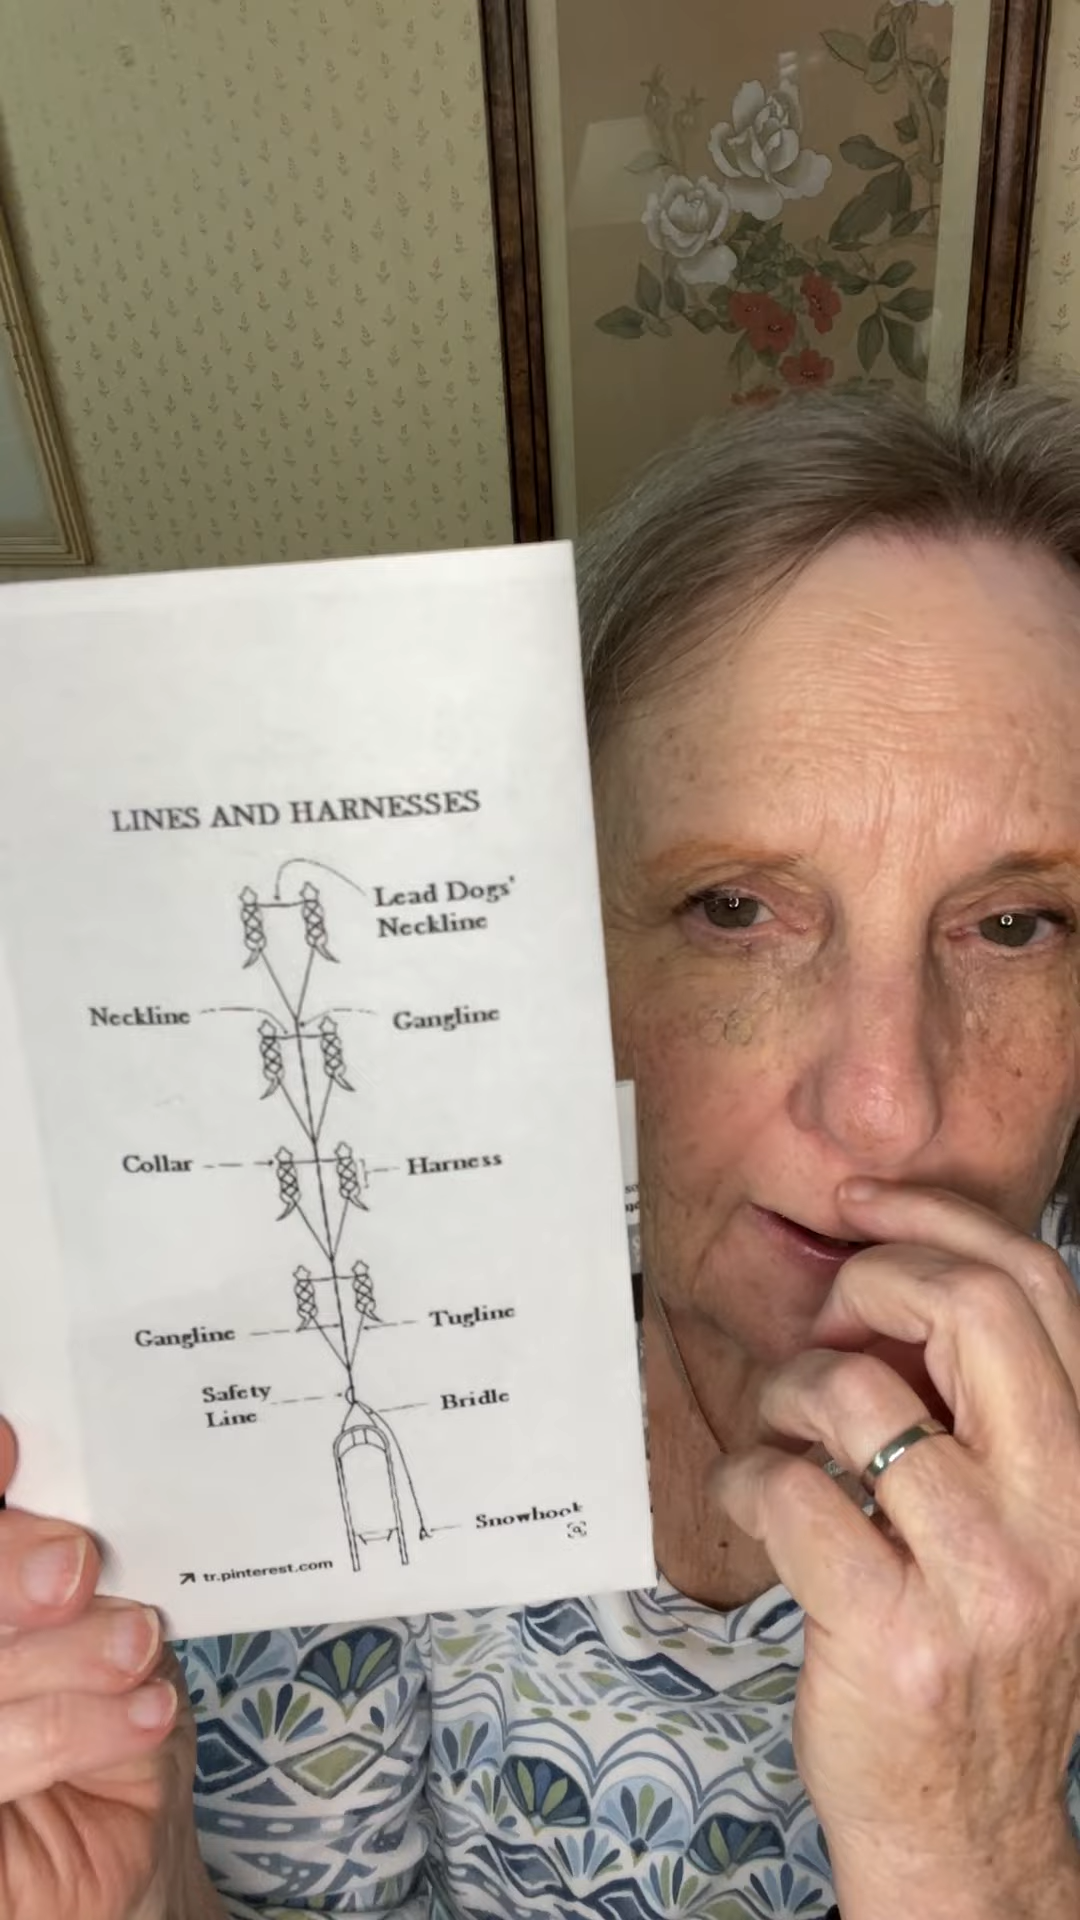 LINES AND HARNESSES
Lead Dogs'
Neckline
Neckline
Gangline
Collar
Harness
Gangline
Tugline
Safety
Line
Bridle
Snowhook
tr.pinterest.com